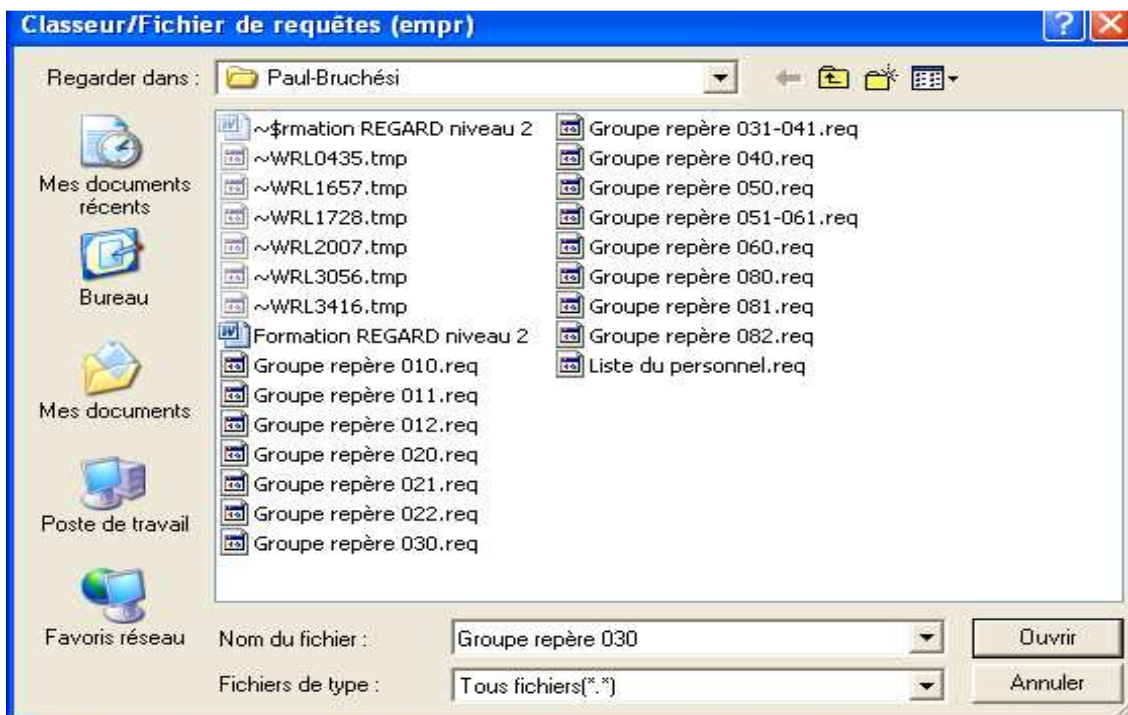 Classeur/Fichier de requêtes (empr)
Regarder dans :
Paul-Bruchési
Mes documents
récents
Bureau
Mes documents
Poste de travail
Favoris réseau
~$rmation REGARD niveau 2
~WRL0435.tmp
~WRL1657.tmp
~WRL1728.tmp
~WRL2007.tmp
~WRL3056.tmp
~WRL3416.tmp
Formation REGARD niveau 2
Groupe repère 010.req
Groupe repère 011.req
Groupe repère 012.req
Groupe repère 020.req
Groupe repère 021.req
Groupe repère 022.req
Groupe repère 030.req
Groupe repère 031-041.req
Groupe repère 040.req
Groupe repère 050.req
Groupe repère 051-061.req
Groupe repère 060.req
Groupe repère 080.req
Groupe repère 081.req
Groupe repère 082.req
Liste du personnel.req
Nom du fichier :
Groupe repère 030
Ouvrir
Fichiers de type :
Tous fichiers(*.*)
Annuler